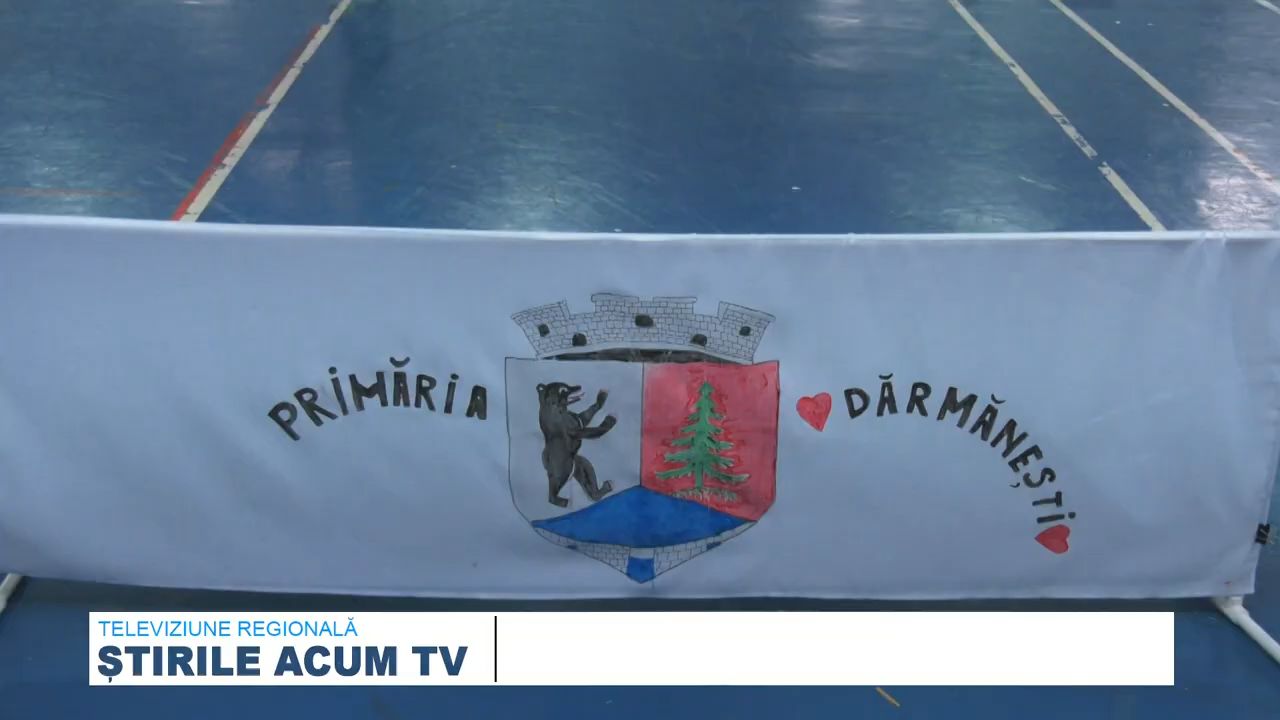 PRIMĂRIA DĂRMĂNEȘTI
TELEVIZIUNE REGIONALĂ
ȘTIRILE ACUM TV